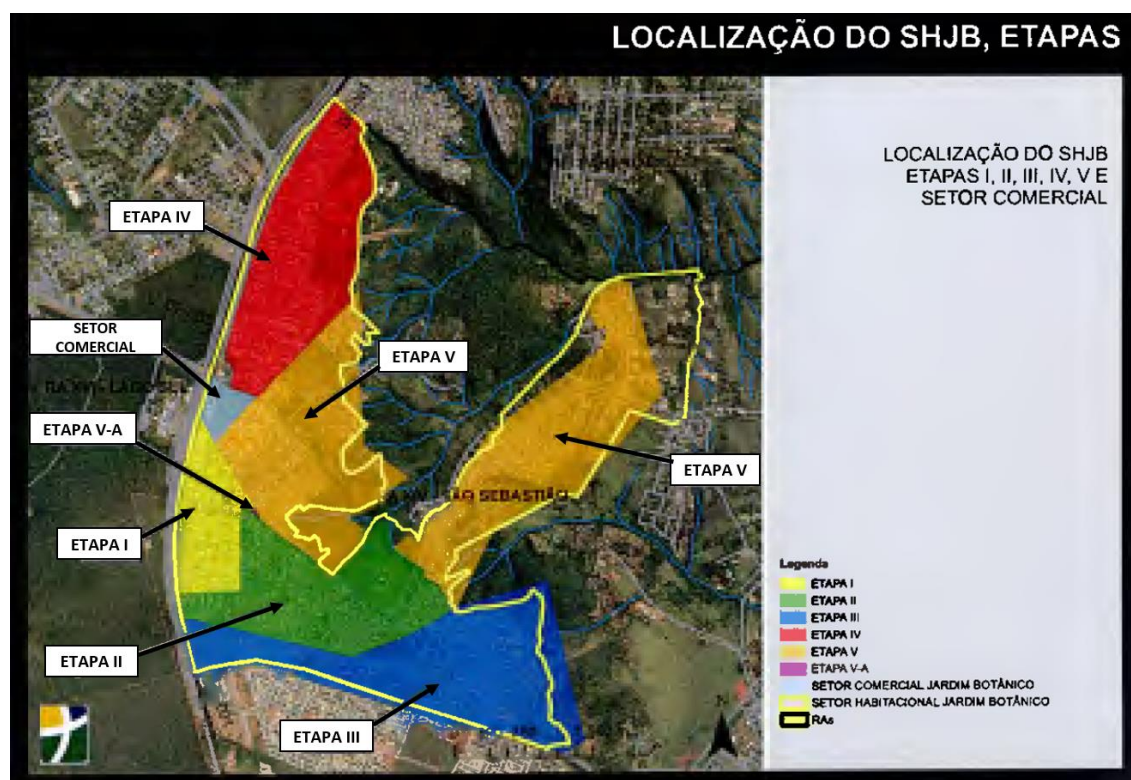 LOCALIZAÇÃO DO SHJB, ETAPAS
LOCALIZAÇÃO DO SHJB
ETAPAS I, II, III, IV, V E
SETOR COMERCIAL
ETAPA IV
SETOR
COMERCIAL
ETAPA V
ETAPA V-A
ETAPA V
SÃO SEBASTIÃO
ETAPA I
ETAPA II
ETAPA III
N
Legenda
ETAPA I
ETAPA II
ETAPA III
ETAPA IV
ETAPA V
ETAPA V-A
SETOR COMERCIAL JARDIM BOTÂNICO
SETOR HABITACIONAL JARDIM BOTÂNICO
RAs